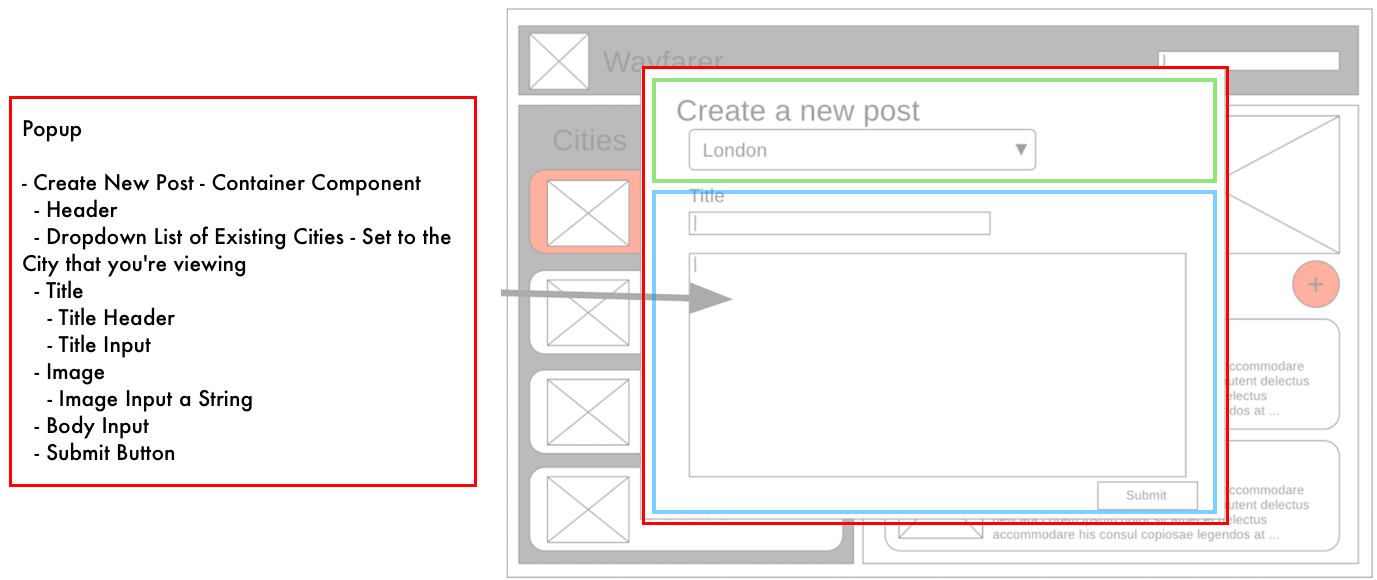 Popup
- Create New Post - Container Component
- Header
- Dropdown List of Existing Cities - Set to the
City that you're viewing
- Title
- Title Header
- Title Input
- Image
- Image Input a String
- Body Input
- Submit Button
Wayfarer
Cities
Create a new post
London
▼
Title
Submit
+
accommodare
utent delectus
electus
dos at ...
accommodare
utent delectus
delectus
accommodare his consul copiosae legendos at ...